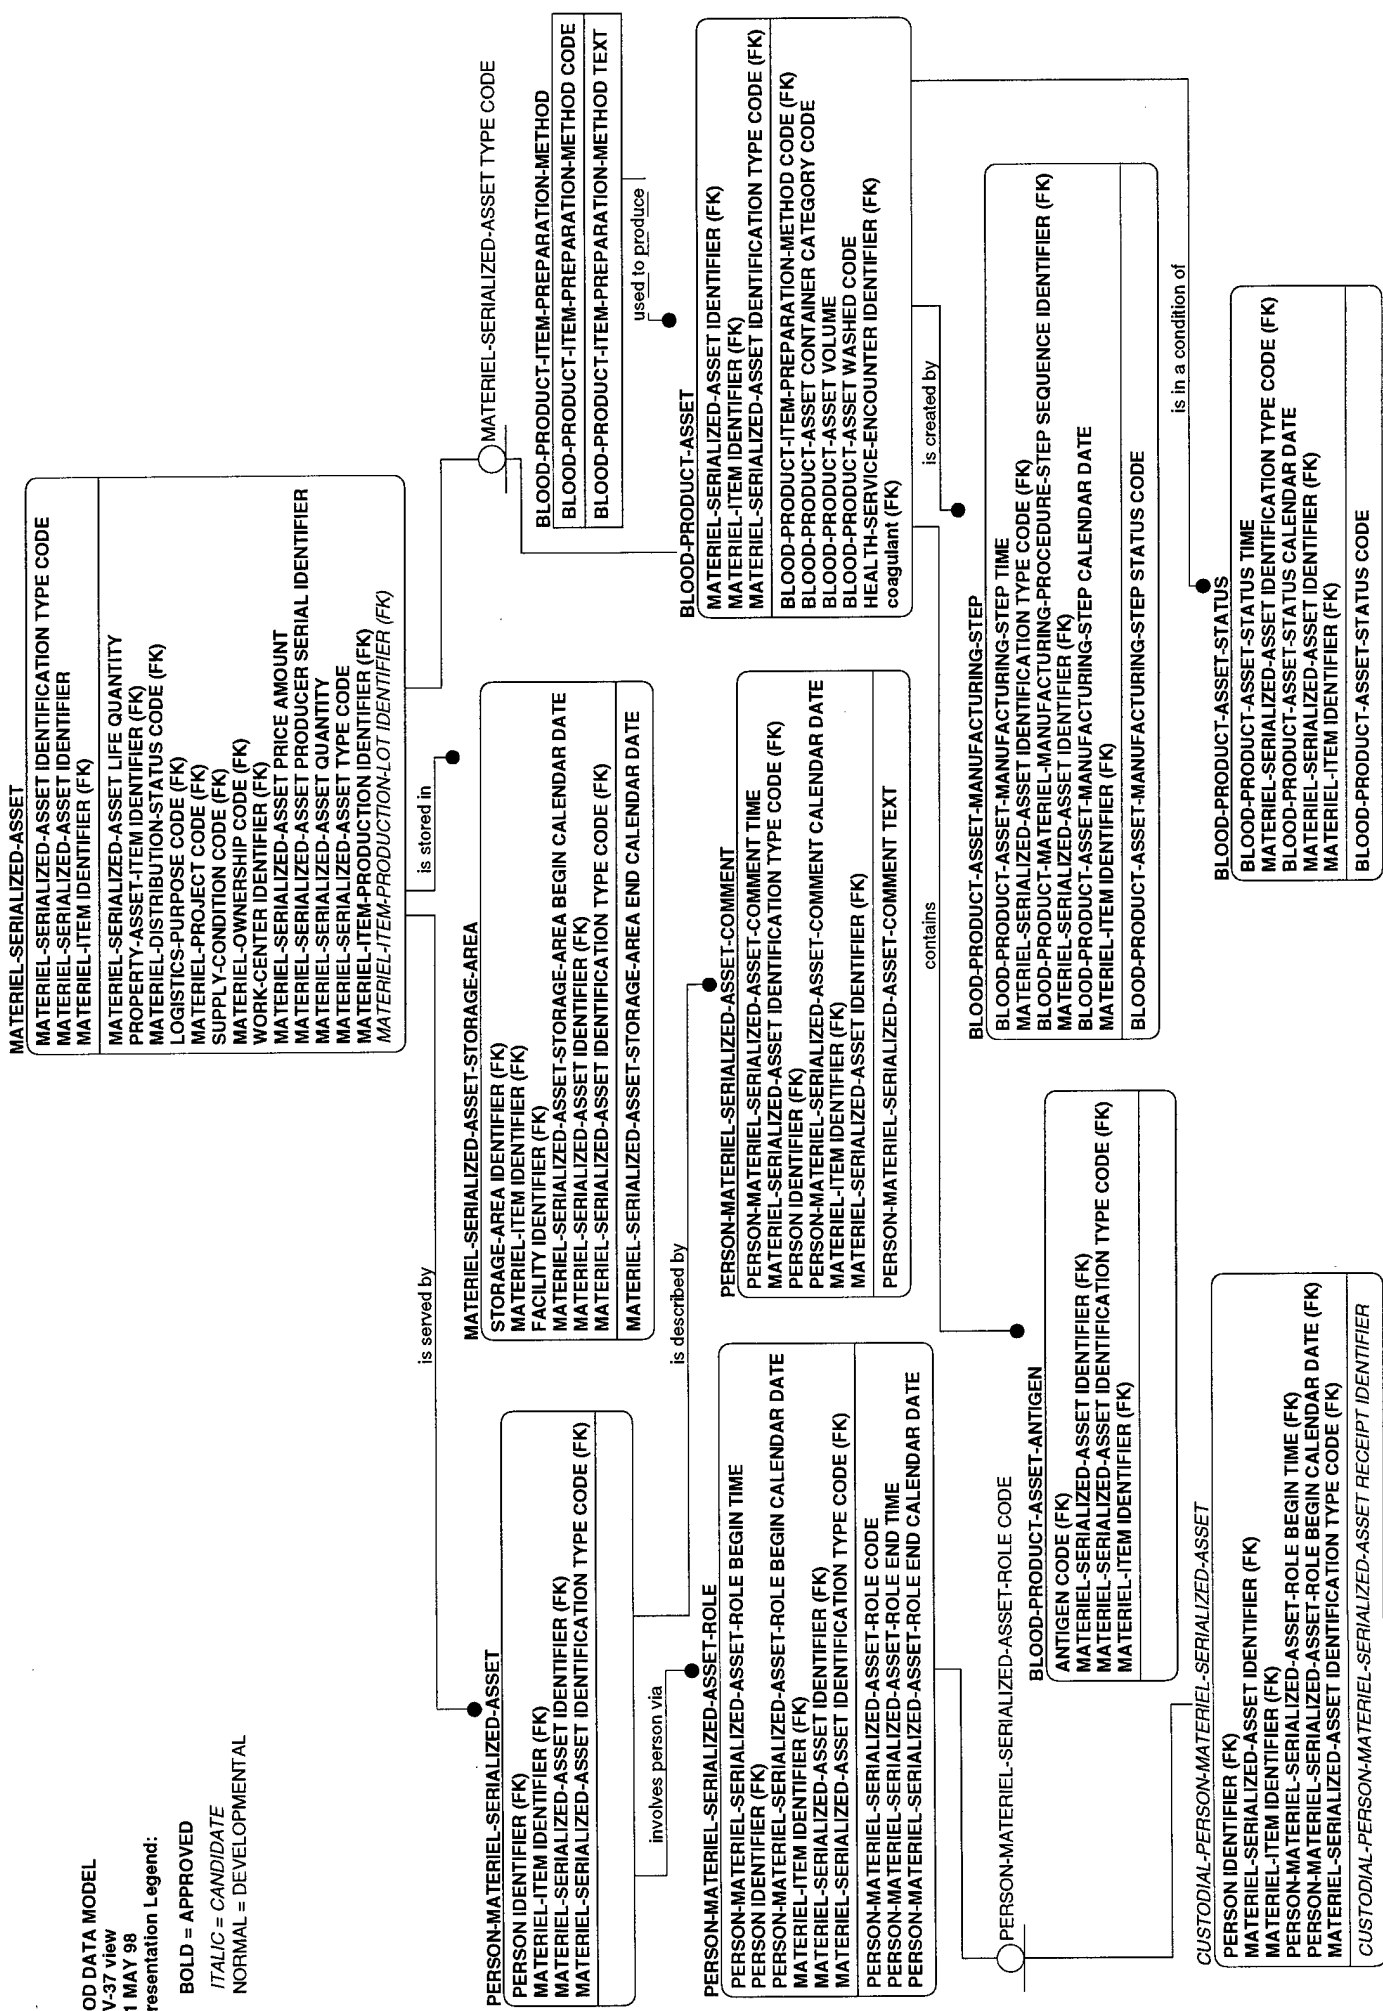 OD DATA MODEL
V-37 view
1 MAY 98
resentation Legend:
BOLD = APPROVED
ITALIC = CANDIDATE
NORMAL = DEVELOPMENTAL
MATERIEL-SERIALIZED-ASSET
MATERIEL-SERIALIZED-ASSET IDENTIFICATION TYPE CODE
MATERIEL-SERIALIZED-ASSET IDENTIFIER
MATERIEL-ITEM IDENTIFIER (FK)
MATERIEL-SERIALIZED-ASSET LIFE QUANTITY
PROPERTY-ASSET-ITEM IDENTIFIER (FK)
MATERIEL-DISTRIBUTION-STATUS CODE (FK)
LOGISTICS-PURPOSE CODE (FK)
MATERIEL-PROJECT CODE (FK)
SUPPLY-CONDITION CODE (FK)
MATERIEL-OWNERSHIP CODE (FK)
WORK-CENTER IDENTIFIER (FK)
MATERIEL-SERIALIZED-ASSET PRICE AMOUNT
MATERIEL-SERIALIZED-ASSET PRODUCER SERIAL IDENTIFIER
MATERIEL-SERIALIZED-ASSET QUANTITY
MATERIEL-SERIALIZED-ASSET TYPE CODE
MATERIEL-ITEM-PRODUCTION IDENTIFIER (FK)
MATERIEL-ITEM-PRODUCTION-LOT IDENTIFIER (FK)
is served by
is stored in
MATERIEL-SERIALIZED-ASSET TYPE CODE
PERSON-MATERIEL-SERIALIZED-ASSET
PERSON IDENTIFIER (FK)
MATERIEL-ITEM IDENTIFIER (FK)
MATERIEL-SERIALIZED-ASSET IDENTIFIER (FK)
MATERIEL-SERIALIZED-ASSET IDENTIFICATION TYPE CODE (FK)
MATERIEL-SERIALIZED-ASSET-STORAGE-AREA
STORAGE-AREA IDENTIFIER (FK)
MATERIEL-ITEM IDENTIFIER (FK)
FACILITY IDENTIFIER (FK)
MATERIEL-SERIALIZED-ASSET-STORAGE-AREA BEGIN CALENDAR DATE
MATERIEL-SERIALIZED-ASSET IDENTIFIER (FK)
MATERIEL-SERIALIZED-ASSET IDENTIFICATION TYPE CODE (FK)
MATERIEL-SERIALIZED-ASSET-STORAGE-AREA END CALENDAR DATE
BLOOD-PRODUCT-ITEM-PREPARATION-METHOD
BLOOD-PRODUCT-ITEM-PREPARATION-METHOD CODE
BLOOD-PRODUCT-ITEM-PREPARATION-METHOD TEXT
involves person via
is described by
used to produce
PERSON-MATERIEL-SERIALIZED-ASSET-ROLE
PERSON-MATERIEL-SERIALIZED-ASSET-ROLE BEGIN TIME
PERSON IDENTIFIER (FK)
PERSON-MATERIEL-SERIALIZED-ASSET-ROLE BEGIN CALENDAR DATE
MATERIEL-ITEM IDENTIFIER (FK)
MATERIEL-SERIALIZED-ASSET IDENTIFIER (FK)
MATERIEL-SERIALIZED-ASSET IDENTIFICATION TYPE CODE (FK)
PERSON-MATERIEL-SERIALIZED-ASSET-ROLE CODE
PERSON-MATERIEL-SERIALIZED-ASSET-ROLE END TIME
PERSON-MATERIEL-SERIALIZED-ASSET-ROLE END CALENDAR DATE
PERSON-MATERIEL-SERIALIZED-ASSET-COMMENT
PERSON-MATERIEL-SERIALIZED-ASSET-COMMENT TIME
MATERIEL-SERIALIZED-ASSET IDENTIFICATION TYPE CODE (FK)
PERSON IDENTIFIER (FK)
PERSON-MATERIEL-SERIALIZED-ASSET-COMMENT CALENDAR DATE
MATERIEL-ITEM IDENTIFIER (FK)
MATERIEL-SERIALIZED-ASSET IDENTIFIER (FK)
PERSON-MATERIEL-SERIALIZED-ASSET-COMMENT TEXT
BLOOD-PRODUCT-ASSET
MATERIEL-SERIALIZED-ASSET IDENTIFIER (FK)
MATERIEL-ITEM IDENTIFIER (FK)
MATERIEL-SERIALIZED-ASSET IDENTIFICATION TYPE CODE (FK)
BLOOD-PRODUCT-ITEM-PREPARATION-METHOD CODE (FK)
BLOOD-PRODUCT-ASSET CONTAINER CATEGORY CODE
BLOOD-PRODUCT-ASSET VOLUME
BLOOD-PRODUCT-ASSET WASHED CODE
HEALTH-SERVICE-ENCOUNTER IDENTIFIER (FK)
coagulant (FK)
contains
is created by
is in a condition of
PERSON-MATERIEL-SERIALIZED-ASSET-ROLE CODE
BLOOD-PRODUCT-ASSET-ANTIGEN
ANTIGEN CODE (FK)
MATERIEL-SERIALIZED-ASSET IDENTIFIER (FK)
MATERIEL-SERIALIZED-ASSET IDENTIFICATION TYPE CODE (FK)
MATERIEL-ITEM IDENTIFIER (FK)
BLOOD-PRODUCT-ASSET-MANUFACTURING-STEP
BLOOD-PRODUCT-ASSET-MANUFACTURING-STEP TIME
MATERIEL-SERIALIZED-ASSET IDENTIFICATION TYPE CODE (FK)
BLOOD-PRODUCT-MATERIEL-MANUFACTURING-PROCEDURE-STEP SEQUENCE IDENTIFIER (FK)
MATERIEL-SERIALIZED-ASSET IDENTIFIER (FK)
BLOOD-PRODUCT-ASSET-MANUFACTURING-STEP CALENDAR DATE
MATERIEL-ITEM IDENTIFIER (FK)
BLOOD-PRODUCT-ASSET-MANUFACTURING-STEP STATUS CODE
CUSTODIAL-PERSON-MATERIEL-SERIALIZED-ASSET
PERSON IDENTIFIER (FK)
MATERIEL-SERIALIZED-ASSET IDENTIFIER (FK)
MATERIEL-ITEM IDENTIFIER (FK)
PERSON-MATERIEL-SERIALIZED-ASSET-ROLE BEGIN TIME (FK)
PERSON-MATERIEL-SERIALIZED-ASSET-ROLE BEGIN CALENDAR DATE (FK)
MATERIEL-SERIALIZED-ASSET IDENTIFICATION TYPE CODE (FK)
CUSTODIAL-PERSON-MATERIEL-SERIALIZED-ASSET RECEIPT IDENTIFIER
BLOOD-PRODUCT-ASSET-STATUS
BLOOD-PRODUCT-ASSET-STATUS TIME
MATERIEL-SERIALIZED-ASSET IDENTIFICATION TYPE CODE (FK)
BLOOD-PRODUCT-ASSET-STATUS CALENDAR DATE
MATERIEL-SERIALIZED-ASSET IDENTIFIER (FK)
MATERIEL-ITEM IDENTIFIER (FK)
BLOOD-PRODUCT-ASSET-STATUS CODE